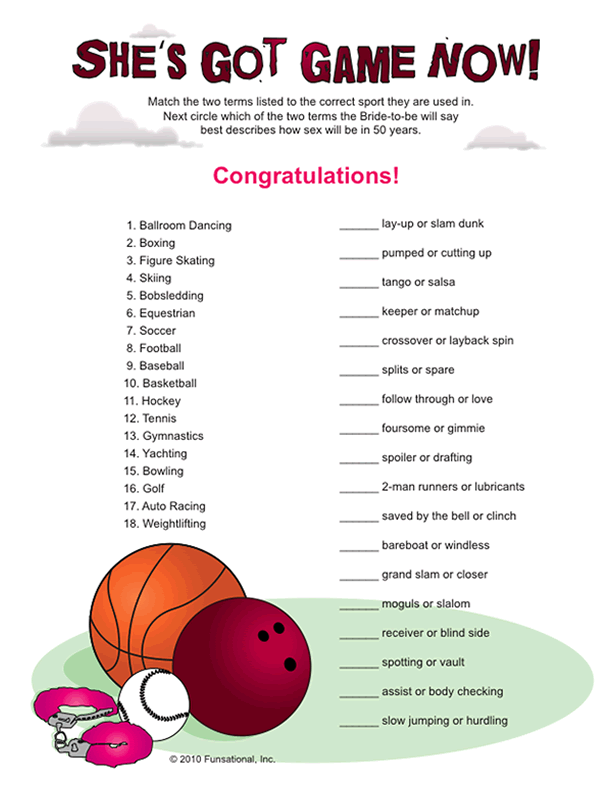 SHE'S GOT GAME NOW!
Match the two terms listed to the correct sport they are used in.
Next circle which of the two terms the Bride-to-be will say
best describes how sex will be in 50 years.
Congratulations!
1. Ballroom Dancing
2. Boxing
3. Figure Skating
4. Skiing
5. Bobsledding
6. Equestrian
7. Soccer
8. Football
9. Baseball
10. Basketball
11. Hockey
12. Tennis
13. Gymnastics
14. Yachting
15. Bowling
16. Golf
17. Auto Racing
18. Weightlifting
______ lay-up or slam dunk
______ pumped or cutting up
______ tango or salsa
______ keeper or matchup
______ crossover or layback spin
______ splits or spare
______ follow through or love
______ foursome or gimmie
______ spoiler or drafting
______ 2-man runners or lubricants
______ saved by the bell or clinch
______ bareboat or windless
______ grand slam or closer
______ moguls or slalom
______ receiver or blind side
______ spotting or vault
______ assist or body checking
______ slow jumping or hurdling
© 2010 Funsational, Inc.